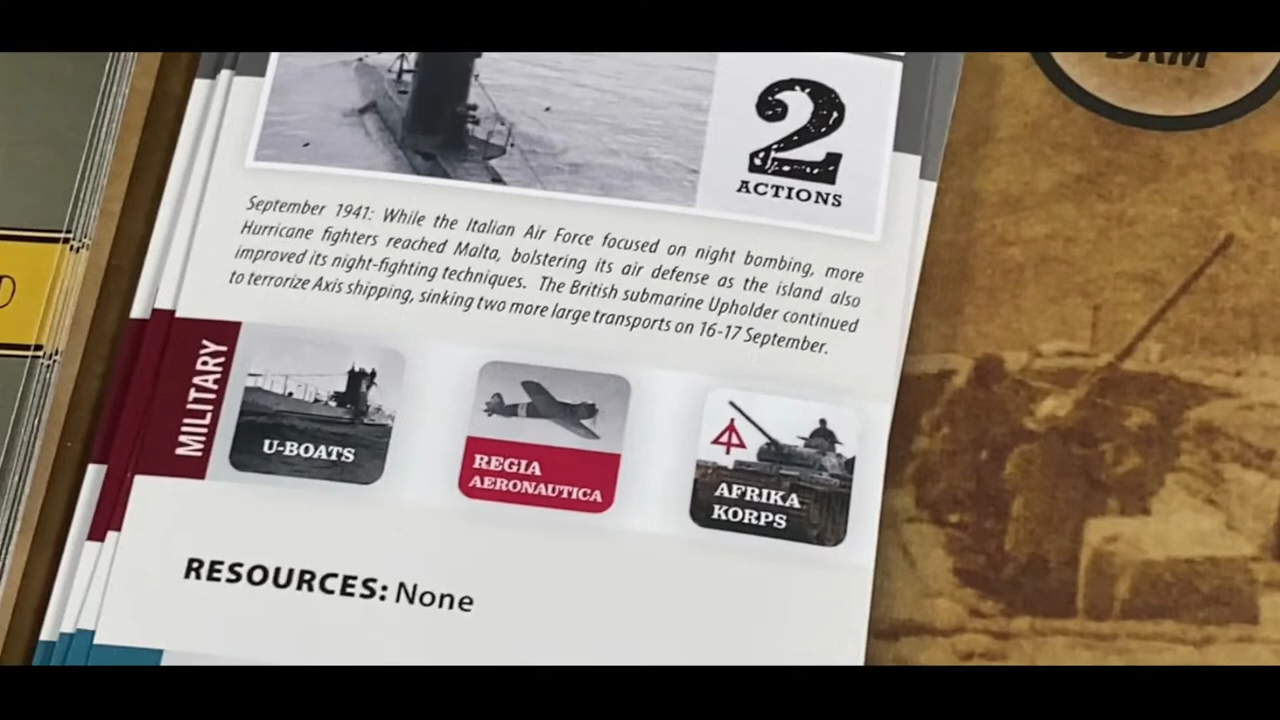 DRM
2
ACTIONS
September 1941: While the Italian Air Force focused on night bombing, more
Hurricane fighters reached Malta, bolstering its air defense as the island also
improved its night-fighting techniques. The British submarine Upholder continued
to terrorize Axis shipping, sinking two more large transports on 16-17 September.
D
MILITARY
U-BOATS
REGIA
AERONAUTICA
AFRIKA
KORPS
RESOURCES: None